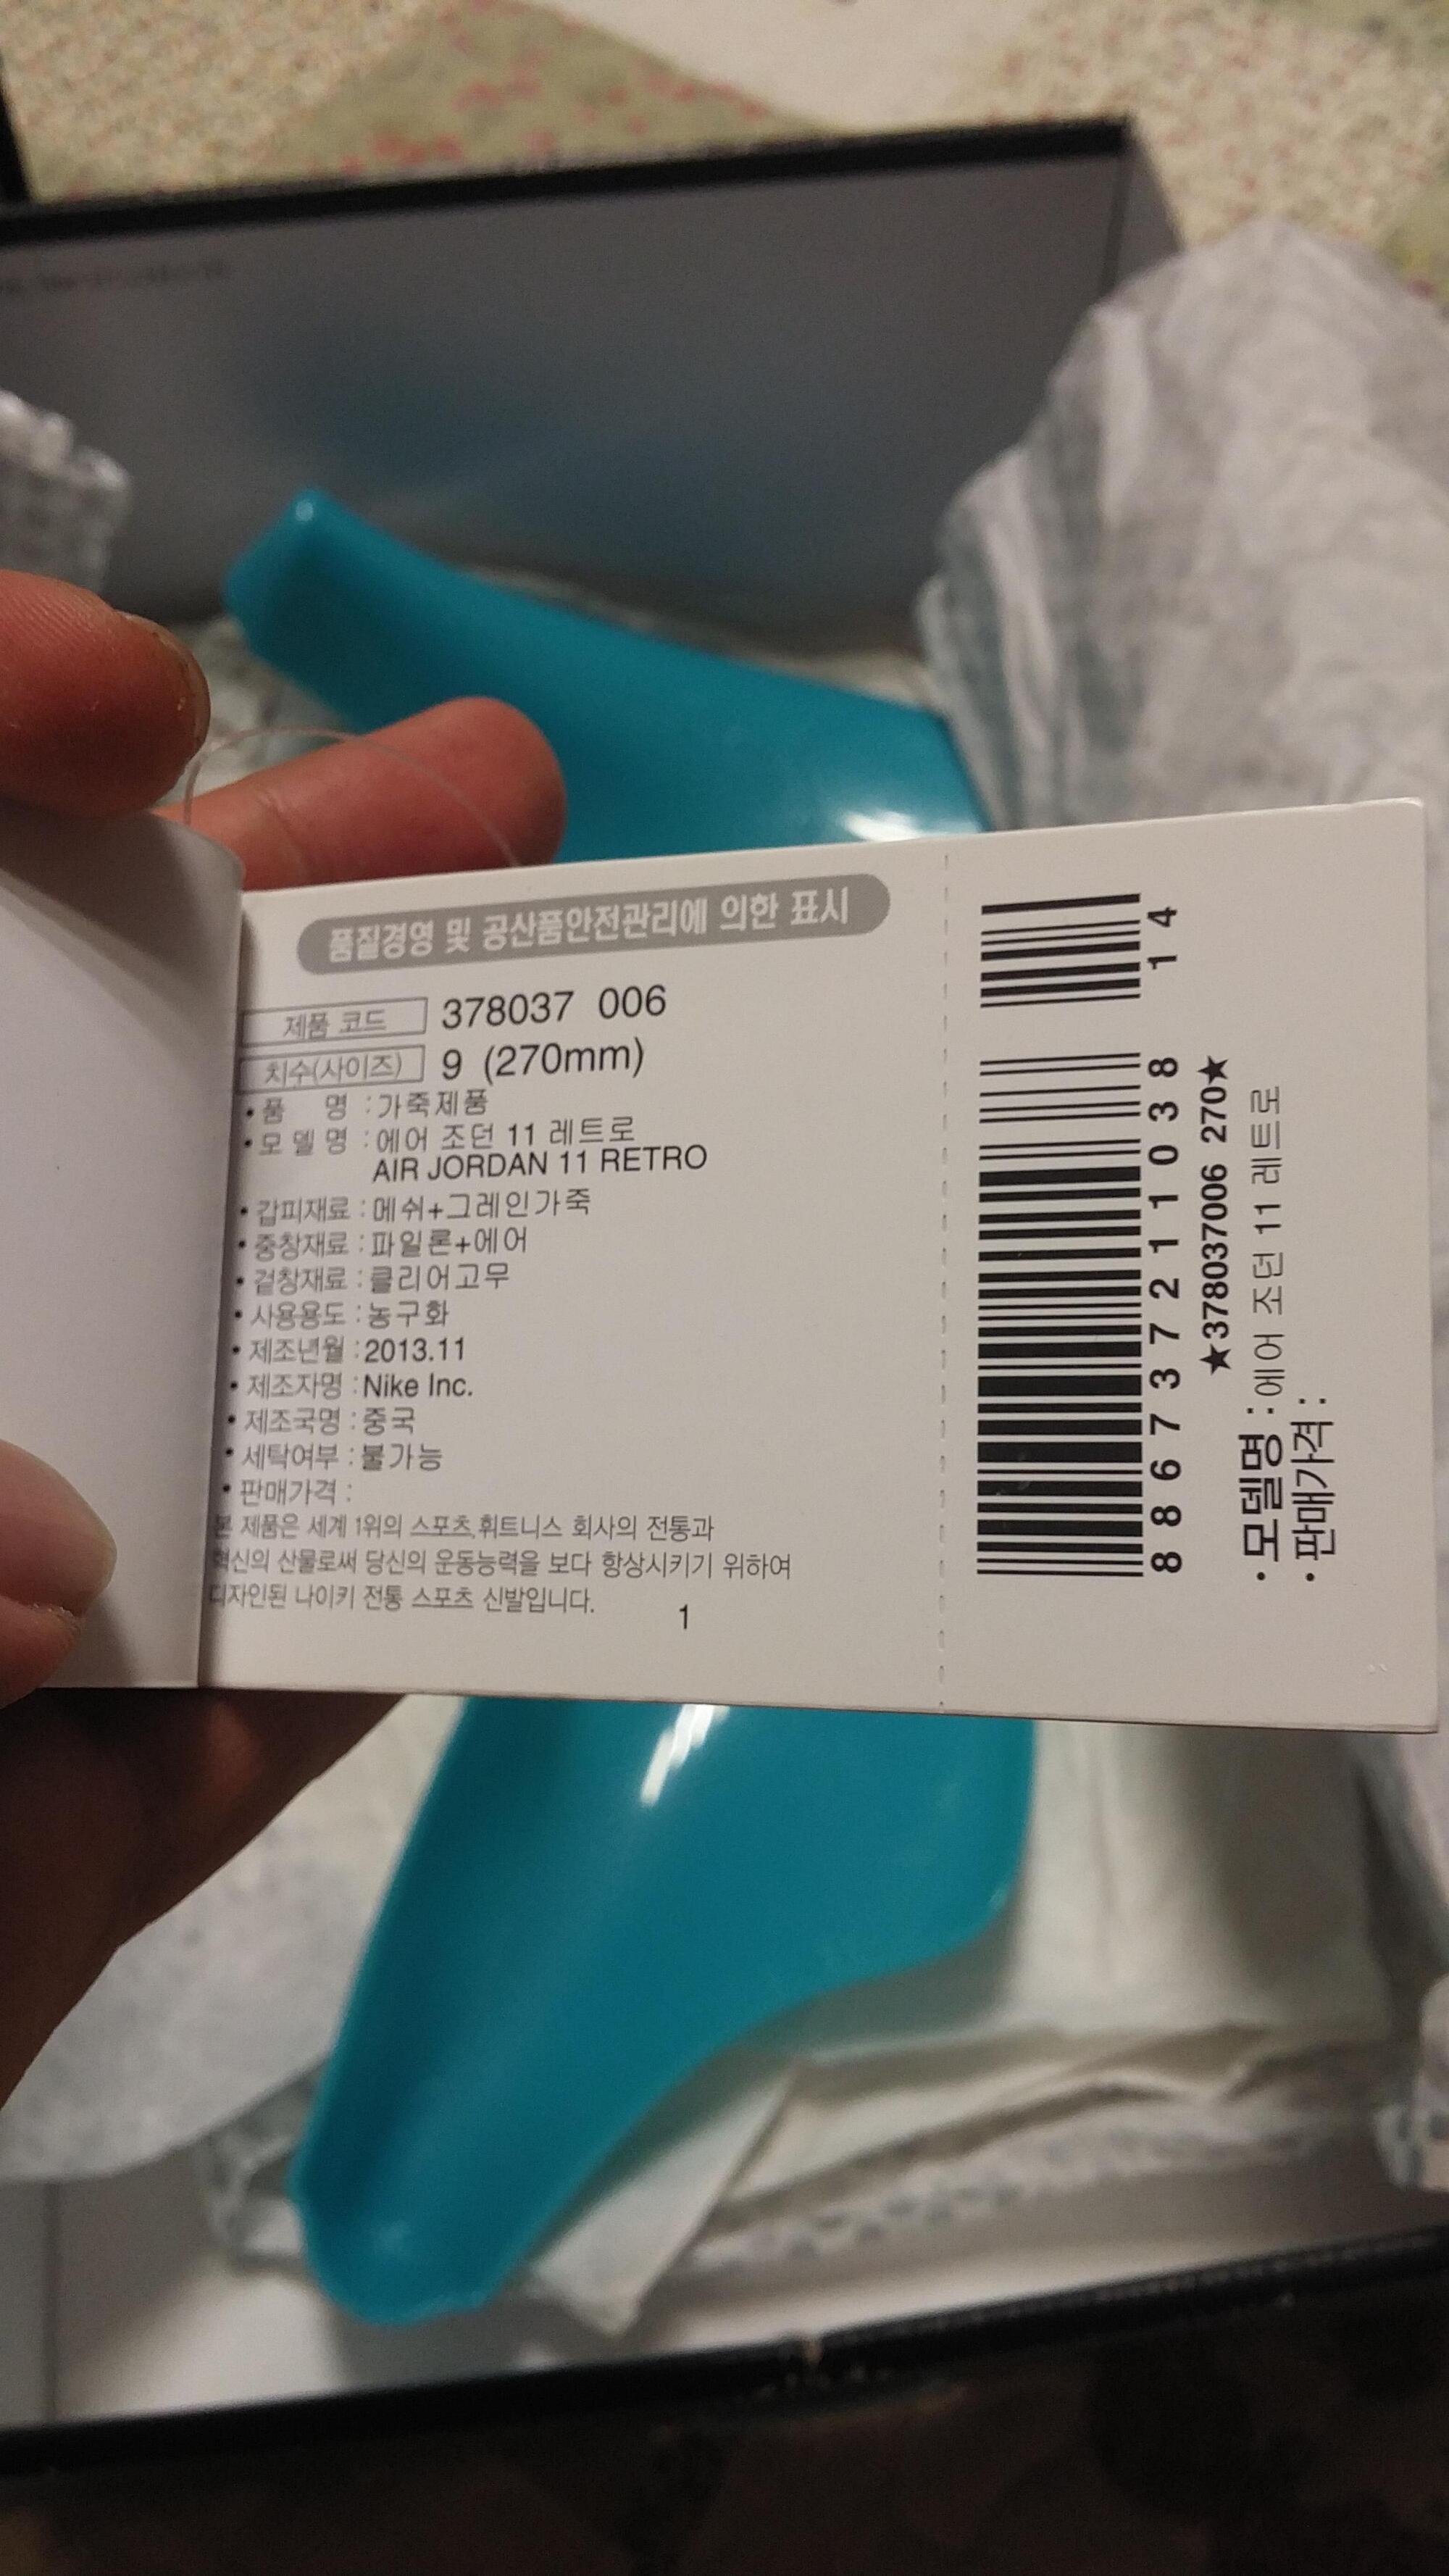 품질경영 및 공산품안전관리에 의한 표시
제품 코드 378037 006
치수(사이즈) 9 (270mm)
• 품 명 : 가죽제품
• 모 델 명 : 에어 조던 11 레트로
AIR JORDAN 11 RETRO
• 갑피재료 : 메쉬+그레인가죽
• 중창재료 : 파일론+에어
• 겉창재료 : 클리어고무
• 사용용도 : 농구화
• 제조년월 : 2013.11
• 제조자명 : Nike Inc.
• 제조국명 : 중국
• 세탁여부 : 불가능
• 판매가격 :
본 제품은 세계 1위의 스포츠,휘트니스 회사의 전통과
혁신의 산물로써 당신의 운동능력을 보다 항상시키기 위하여
디자인된 나이키 전통 스포츠 신발입니다.
1
886737211038 14
★378037006 270★
• 모델명 : 에어 조던 11 레트로
• 판매가격 :